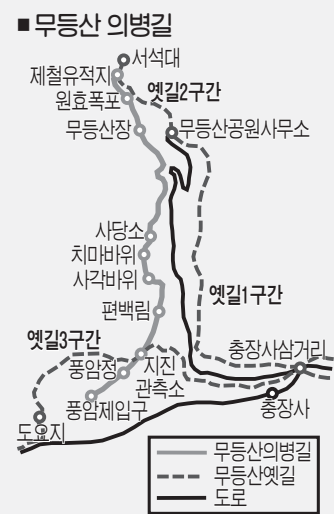 ■ 무등산 의병길
서석대
제철유적지
원효폭포
옛길2구간
무등산장
무등산공원사무소
사당소
치마바위
사각바위
옛길1구간
편백림
옛길3구간
충장사삼거리
풍암정
지진
관측소
풍암제입구
충장사
도요지
무등산의병길
무등산옛길
도로